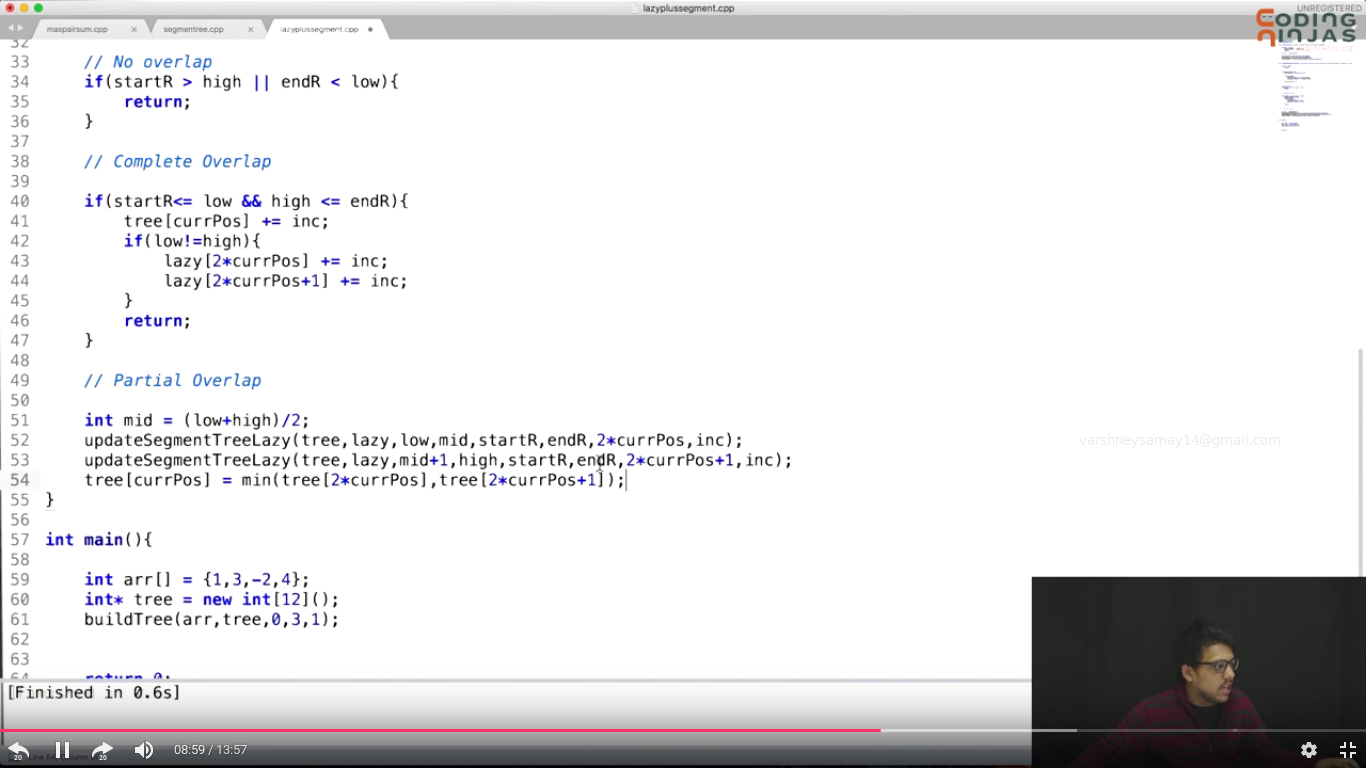 lazyplussegment.cpp
UNREGISTERED
CODING NINJAS
maxpairsum.cpp × segmentree.cpp × lazyplussegment.cpp
32
33 // No overlap
34 if(startR > high || endR < low){
35 return;
36 }
37
38 // Complete Overlap
39
40 if(startR<= low && high <= endR){
41 tree[currPos] += inc;
42 if(low!=high){
43 lazy[2*currPos] += inc;
44 lazy[2*currPos+1] += inc;
45 }
46 return;
47 }
48
49 // Partial Overlap
50
51 int mid = (low+high)/2;
52 updateSegmentTreeLazy(tree,lazy,low,mid,startR,endR,2*currPos,inc);
varshneysamay14@gmail.com
53 updateSegmentTreeLazy(tree,lazy,mid+1,high,startR,endR,2*currPos+1,inc);
54 tree[currPos] = min(tree[2*currPos],tree[2*currPos+1]);
55 }
56
57 int main(){
58
59 int arr[] = {1,3,-2,4};
60 int* tree = new int[12]();
61 buildTree(arr,tree,0,3,1);
62
63
64 return 0;
[Finished in 0.6s]
20 20 08:59 / 13:57